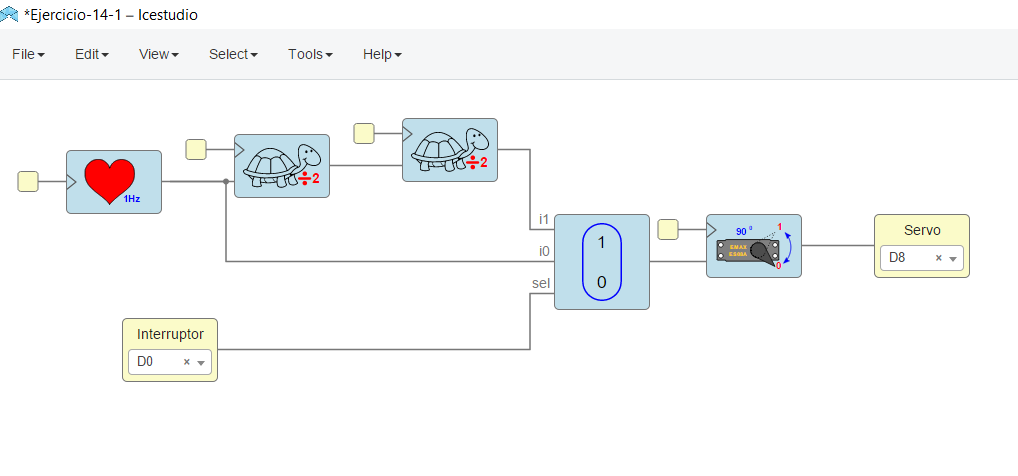 *Ejercicio-14-1 – Icestudio
File Edit View Select Tools Help
1Hz
÷2
÷2
i1
i0
sel
1
0
90 º
1
EMAX
ES08A
0
Servo
D8 ×
Interruptor
D0 ×